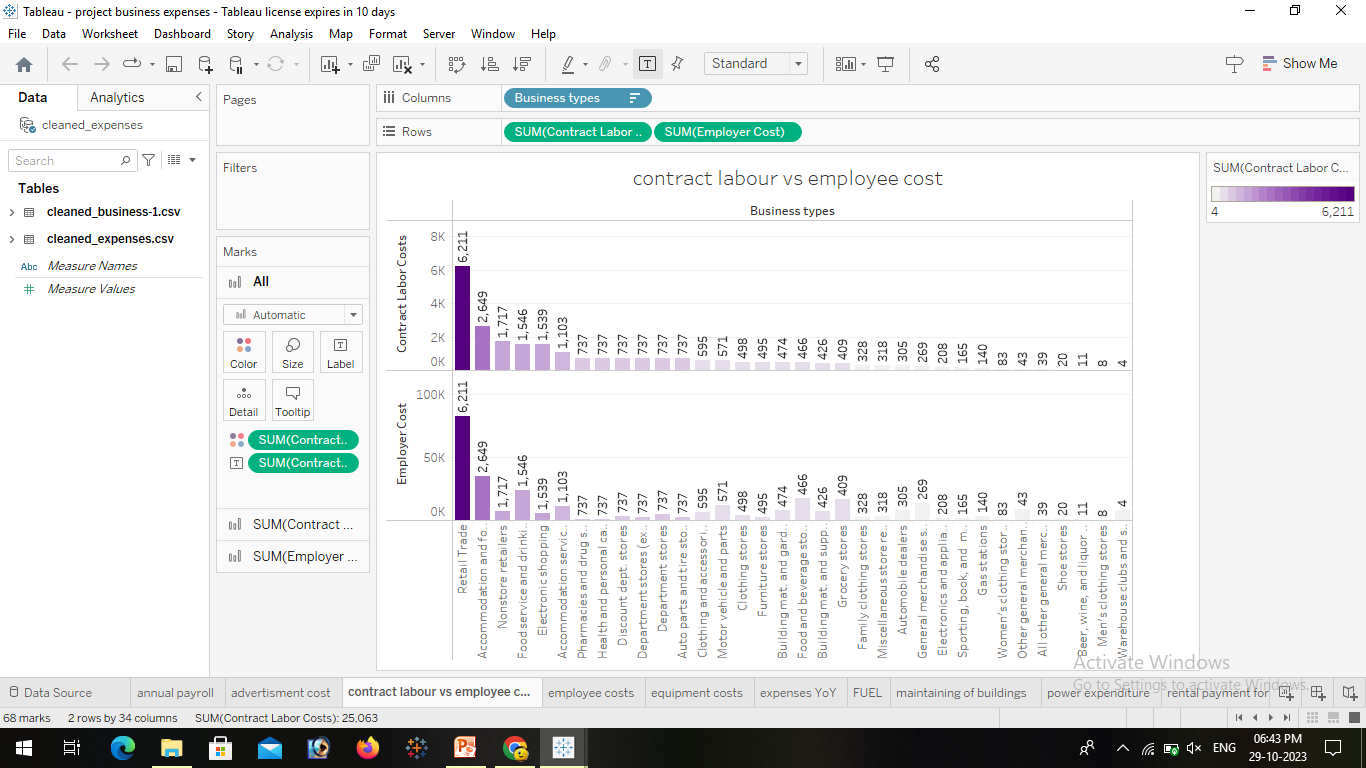 Tableau - project business expenses - Tableau license expires in 10 days
File Data Worksheet Dashboard Story Analysis Map Format Server Window Help
Standard
Show Me
Data
Analytics
cleaned_expenses
Search
Tables
cleaned_business-1.csv
cleaned_expenses.csv
Abc Measure Names
# Measure Values
Pages
Filters
Marks
All
Automatic
Color Size Label
Detail Tooltip
SUM(Contract..
SUM(Contract..
SUM(Contract ...
SUM(Employer ...
Columns
Business types
Rows
SUM(Contract Labor ..
SUM(Employer Cost)
contract labour vs employee cost
Business types
Contract Labor Costs
8K
6K
4K
2K
0K
6,211 2,649 1,717 1,546 1,539 1,103 737 737 737 737 737 737 595 571 498 495 474 466 426 409 328 318 305 269 208 165 140 83 43 39 20 11 8 4
Employer Cost
100K
50K
0K
6,211 2,649 1,717 1,546 1,539 1,103 737 737 737 737 737 737 595 571 498 495 474 466 426 409 328 318 305 269 208 165 140 83 43 39 20 11 8 4
Retail Trade
Accommodation and fo..
Nonstore retailers
Food service and drinki..
Electronic shopping
Accommodation servic..
Pharmacies and drug s..
Health and personal ca..
Discount dept. stores
Department stores (ex..
Department stores
Auto parts and tire sto..
Clothing and accessori..
Motor vehicle and parts
Clothing stores
Furniture stores
Building mat. and gard..
Food and beverage sto..
Building mat. and supp..
Grocery stores
Family clothing stores
Miscellaneous store re..
Automobile dealers
General merchandise s..
Electronics and applia..
Sporting, book, and m..
Gas stations
Women's clothing stor..
Other general merchan..
All other general merc..
Shoe stores
Beer, wine, and liquor ..
Men's clothing stores
Warehouse clubs and s..
SUM(Contract Labor C...
4 6,211
Activate Windows
Go to Settings to activate Windows.
Data Source
annual payroll
advertisment cost
contract labour vs employee c...
employee costs
equipment costs
expenses YoY
FUEL
maintaining of buildings
power expenditure
rental payment for
68 marks 2 rows by 34 columns SUM(Contract Labor Costs): 25,063
ENG
06:43 PM
29-10-2023